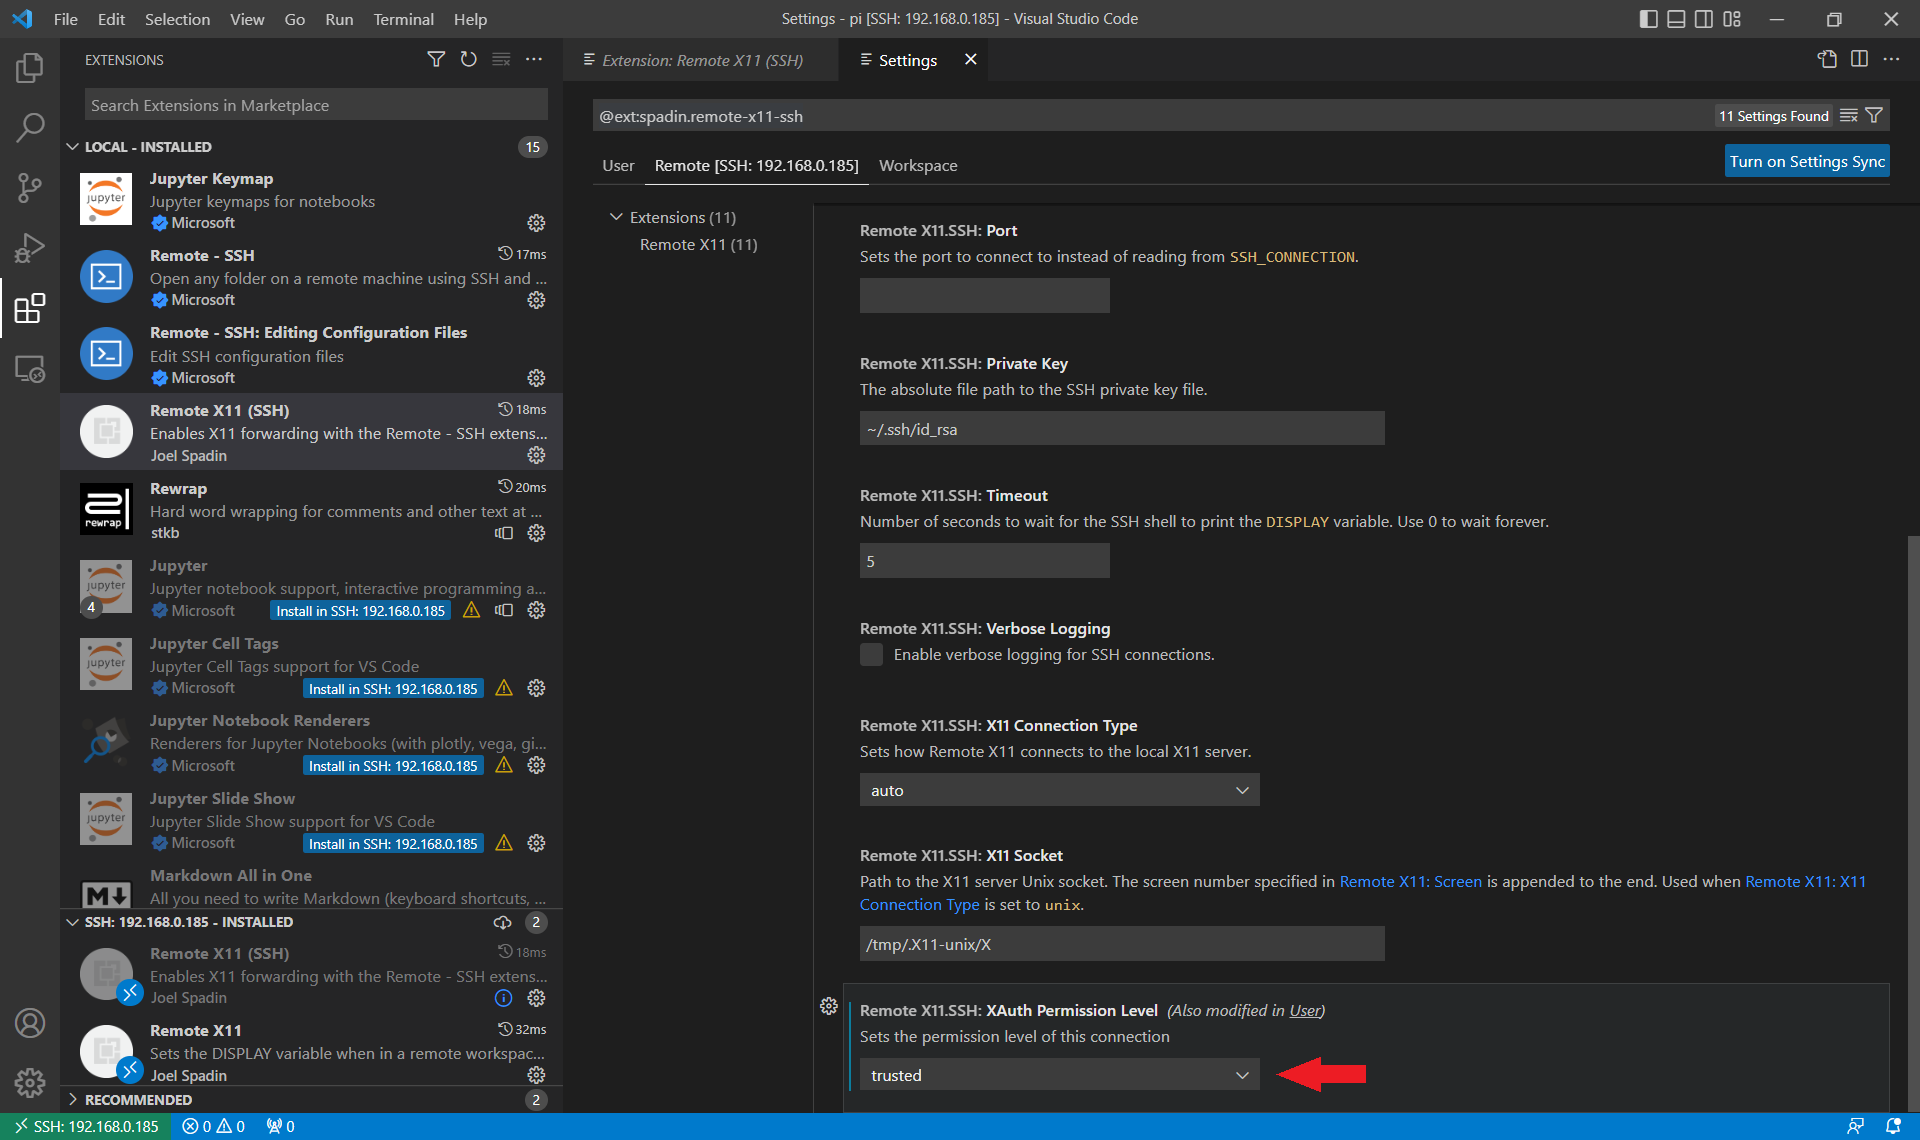 File Edit Selection View Go Run Terminal Help
Settings - pi [SSH: 192.168.0.185] - Visual Studio Code
EXTENSIONS
Search Extensions in Marketplace
LOCAL - INSTALLED 15
jupyter
Jupyter Keymap
Jupyter keymaps for notebooks
Microsoft
Remote - SSH 17ms
Open any folder on a remote machine using SSH and ...
Microsoft
Remote - SSH: Editing Configuration Files
Edit SSH configuration files
Microsoft
Remote X11 (SSH) 18ms
Enables X11 forwarding with the Remote - SSH extens...
Joel Spadin
rewrap
Rewrap 20ms
Hard word wrapping for comments and other text at ...
stkb
jupyter
4
Jupyter
Jupyter notebook support, interactive programming a...
Microsoft Install in SSH: 192.168.0.185
jupyter
Jupyter Cell Tags
Jupyter Cell Tags support for VS Code
Microsoft Install in SSH: 192.168.0.185
Jupyter Notebook Renderers
Renderers for Jupyter Notebooks (with plotly, vega, gi...
Microsoft Install in SSH: 192.168.0.185
jupyter
Jupyter Slide Show
Jupyter Slide Show support for VS Code
Microsoft Install in SSH: 192.168.0.185
M
Markdown All in One
All you need to write Markdown (keyboard shortcuts, ...
SSH: 192.168.0.185 - INSTALLED 2
Remote X11 (SSH) 18ms
Enables X11 forwarding with the Remote - SSH extens...
Joel Spadin
Remote X11 32ms
Sets the DISPLAY variable when in a remote workspac...
Joel Spadin
RECOMMENDED 2
Extension: Remote X11 (SSH)
Settings
@ext:spadin.remote-x11-ssh
11 Settings Found
User Remote [SSH: 192.168.0.185] Workspace
Turn on Settings Sync
Extensions (11)
Remote X11 (11)
Remote X11.SSH: Port
Sets the port to connect to instead of reading from SSH_CONNECTION.
Remote X11.SSH: Private Key
The absolute file path to the SSH private key file.
~/.ssh/id_rsa
Remote X11.SSH: Timeout
Number of seconds to wait for the SSH shell to print the DISPLAY variable. Use 0 to wait forever.
5
Remote X11.SSH: Verbose Logging
Enable verbose logging for SSH connections.
Remote X11.SSH: X11 Connection Type
Sets how Remote X11 connects to the local X11 server.
auto
Remote X11.SSH: X11 Socket
Path to the X11 server Unix socket. The screen number specified in Remote X11: Screen is appended to the end. Used when Remote X11: X11
Connection Type is set to unix.
/tmp/.X11-unix/X
Remote X11.SSH: XAuth Permission Level (Also modified in User)
Sets the permission level of this connection
trusted
SSH: 192.168.0.185 0 0 0